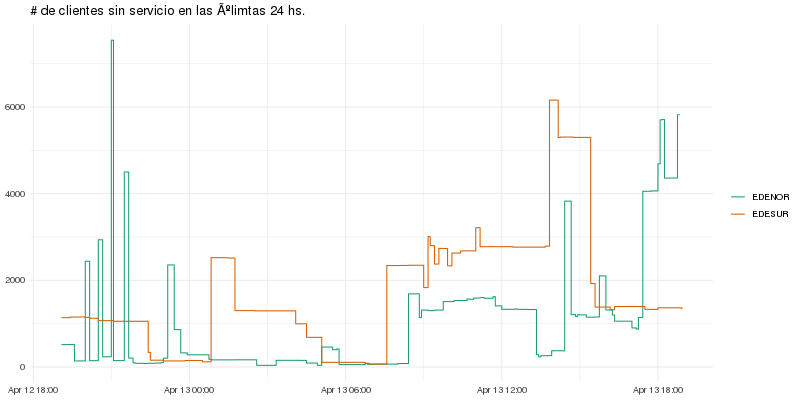 # de clientes sin servicio en las Ãºlimtas 24 hs.
6000
4000
2000
0
EDENOR
EDESUR
Apr 12 18:00
Apr 13 00:00
Apr 13 06:00
Apr 13 12:00
Apr 13 18:00